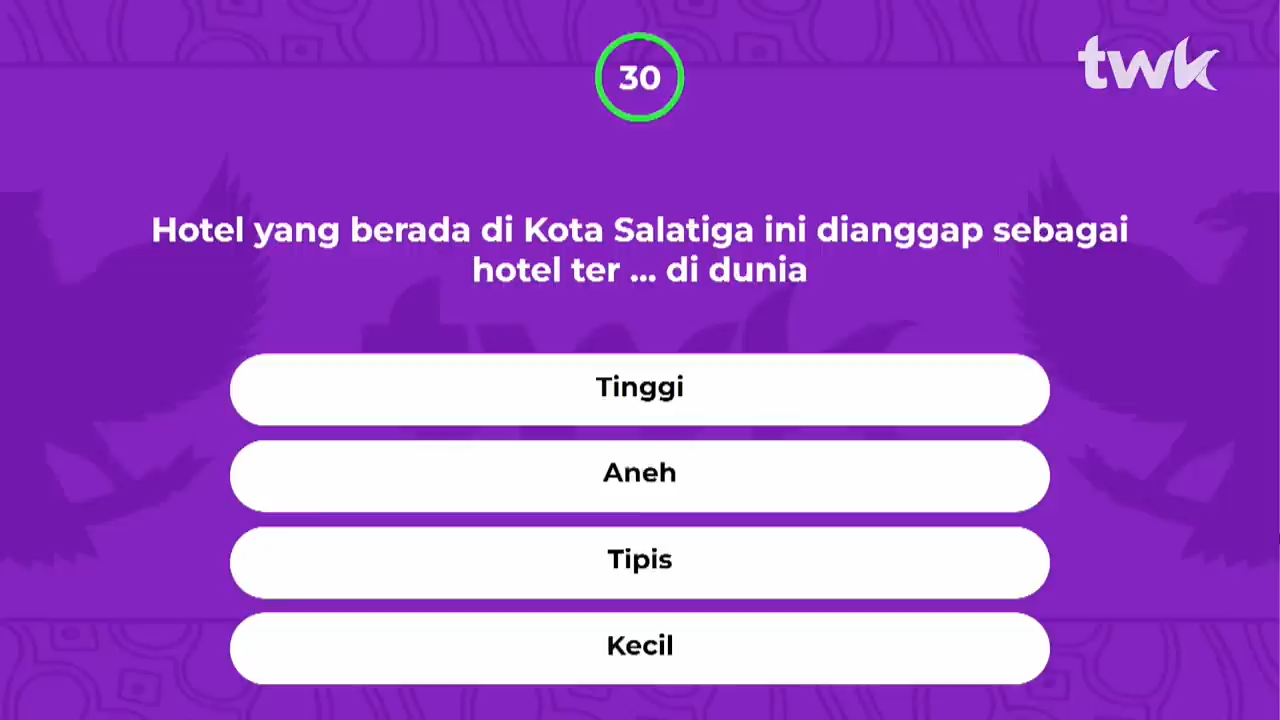 30
twk
Hotel yang berada di Kota Salatiga ini dianggap sebagai
hotel ter ... di dunia
Tinggi
Aneh
Tipis
Kecil